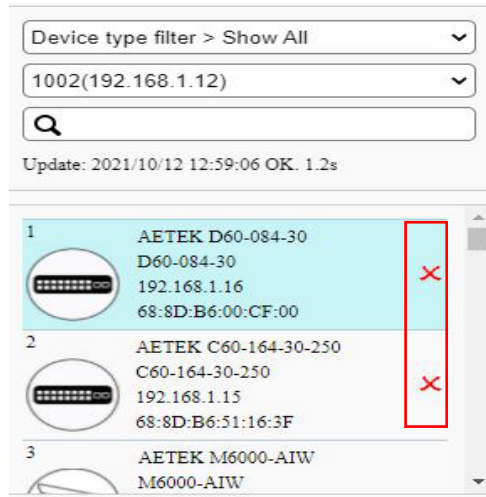 Device type filter > Show All
1002(192.168.1.12)
Update: 2021/10/12 12:59:06 OK. 1.2s
1
AETEK D60-084-30
D60-084-30
192.168.1.16
68:8D:B6:00:CF:00
2
AETEK C60-164-30-250
C60-164-30-250
192.168.1.15
68:8D:B6:51:16:3F
3
AETEK M6000-AIW
M6000-AIW